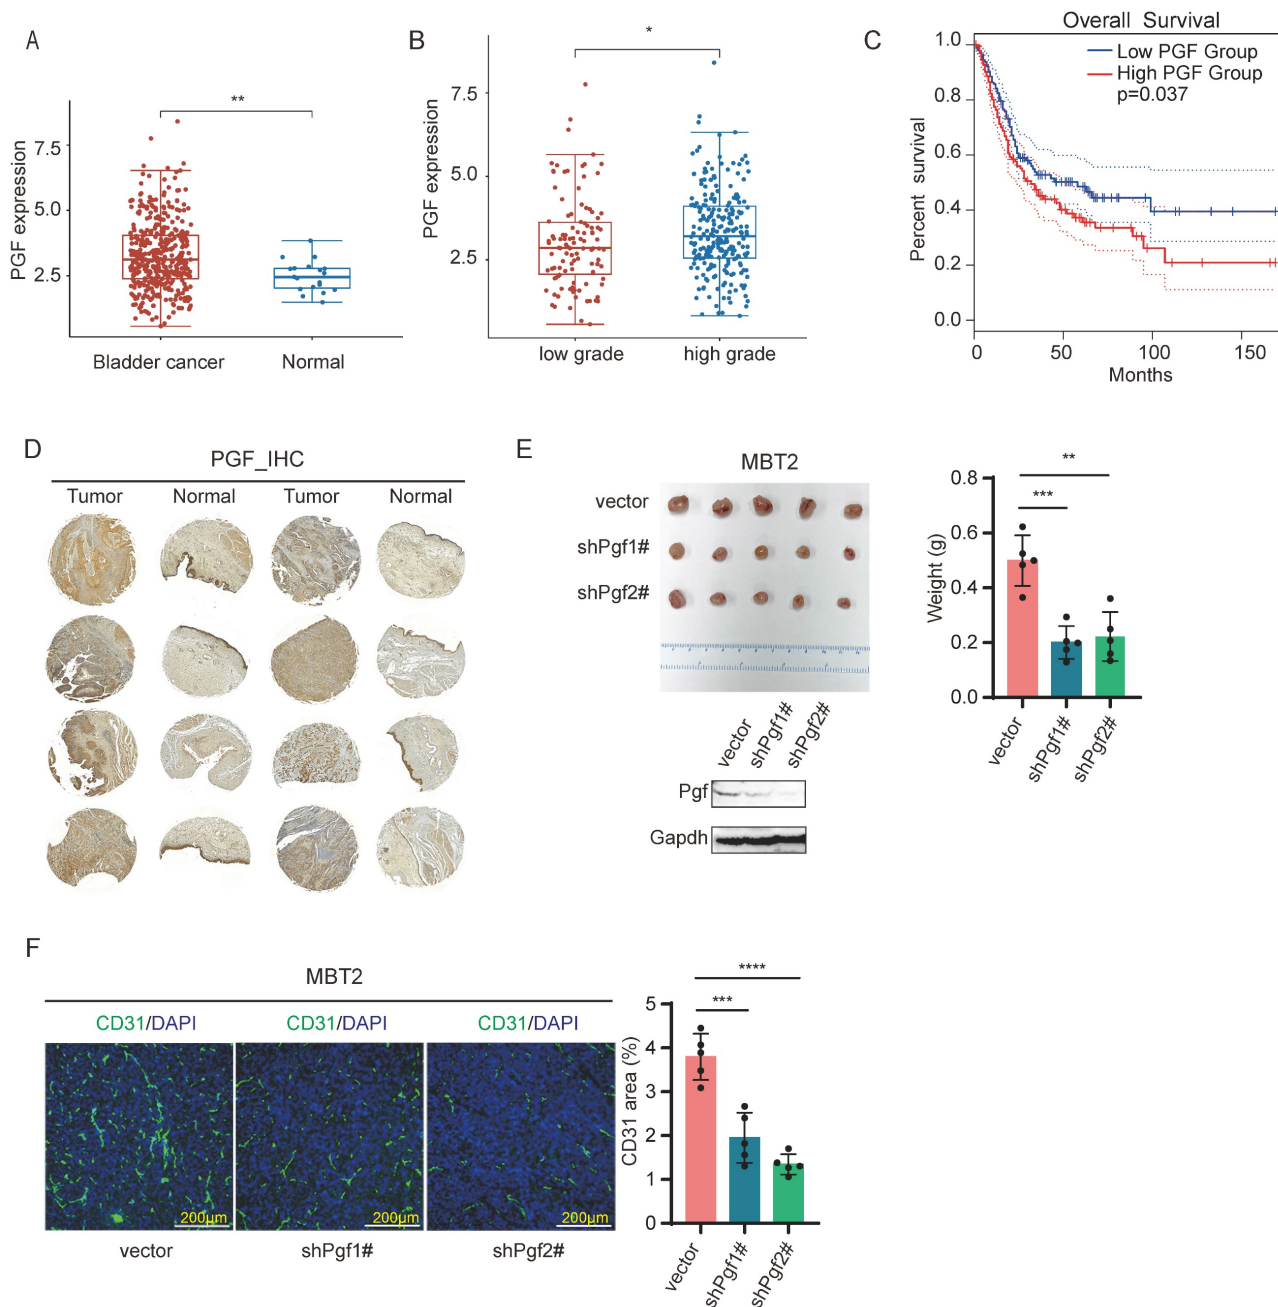 A
**
PGF expression
7.5
5.0
2.5
Bladder cancer
Normal
B
*
PGF expression
7.5
5.0
2.5
low grade
high grade
C
Overall Survival
Low PGF Group
High PGF Group
p=0.037
Percent survival
1.0
0.8
0.6
0.4
0.2
0.0
0
50
100
150
Months
D
PGF_IHC
Tumor
Normal
Tumor
Normal
E
MBT2
vector
shPgf1#
shPgf2#
vector
shPgf1#
shPgf2#
Pgf
Gapdh
**
***
Weight (g)
0.8
0.6
0.4
0.2
0.0
vector
shPgf1#
shPgf2#
F
MBT2
CD31/DAPI
CD31/DAPI
CD31/DAPI
200μm
200μm
200μm
vector
shPgf1#
shPgf2#
****
***
CD31 area (%)
5
4
3
2
1
0
vector
shPgf1#
shPgf2#